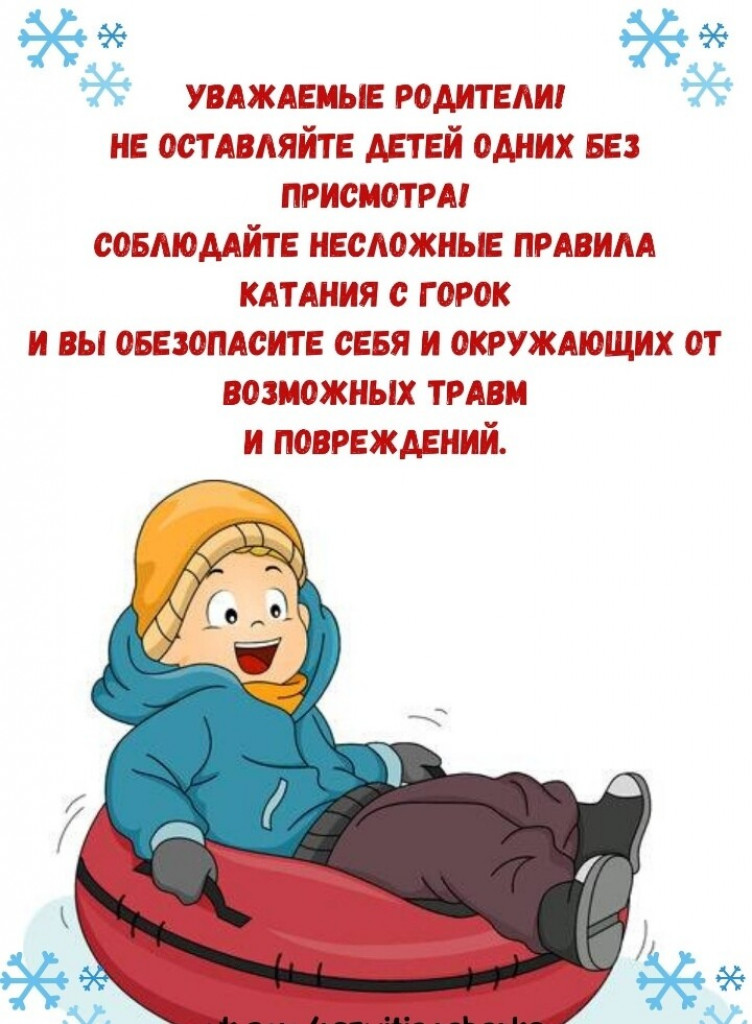 УВАЖАЕМЫЕ РОДИТЕЛИ!
НЕ ОСТАВЛЯЙТЕ ДЕТЕЙ ОДНИХ БЕЗ
ПРИСМОТРА!
СОБЛЮДАЙТЕ НЕСЛОЖНЫЕ ПРАВИЛА
КАТАНИЯ С ГОРОК
И ВЫ ОБЕЗОПАСИТЕ СЕБЯ И ОКРУЖАЮЩИХ ОТ
ВОЗМОЖНЫХ ТРАВМ
И ПОВРЕЖДЕНИЙ.